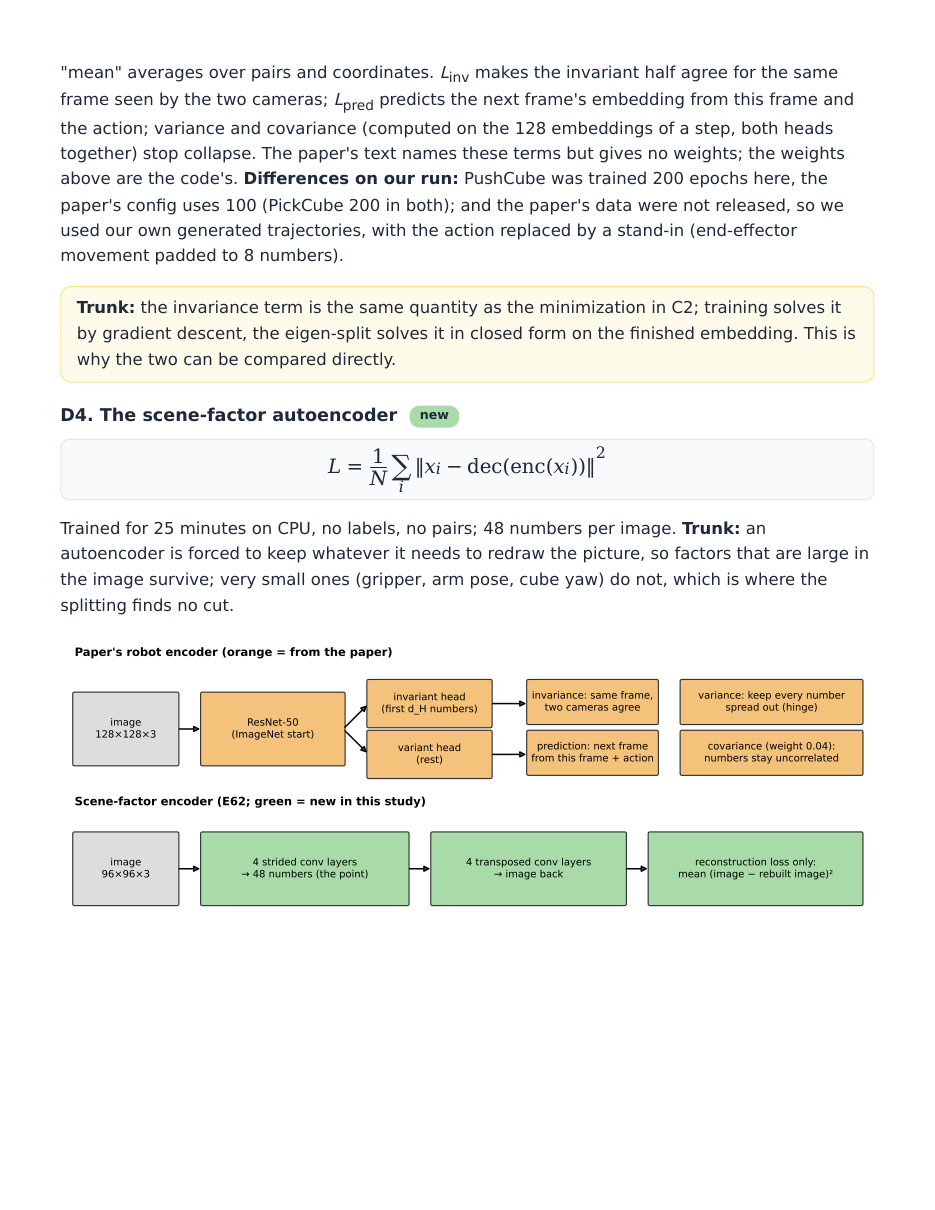 "mean" averages over pairs and coordinates. Linv makes the invariant half agree for the same
frame seen by the two cameras; Lpred predicts the next frame's embedding from this frame and
the action; variance and covariance (computed on the 128 embeddings of a step, both heads
together) stop collapse. The paper's text names these terms but gives no weights; the weights
above are the code's. Differences on our run: PushCube was trained 200 epochs here, the
paper's config uses 100 (PickCube 200 in both); and the paper's data were not released, so we
used our own generated trajectories, with the action replaced by a stand-in (end-effector
movement padded to 8 numbers).
Trunk: the invariance term is the same quantity as the minimization in C2; training solves it
by gradient descent, the eigen-split solves it in closed form on the finished embedding. This is
why the two can be compared directly.
D4. The scene-factor autoencoder new
L = 1/N ∑i ‖xi − dec(enc(xi))‖²
Trained for 25 minutes on CPU, no labels, no pairs; 48 numbers per image. Trunk: an
autoencoder is forced to keep whatever it needs to redraw the picture, so factors that are large in
the image survive; very small ones (gripper, arm pose, cube yaw) do not, which is where the
splitting finds no cut.
Paper's robot encoder (orange = from the paper)
image
128×128×3
ResNet-50
(ImageNet start)
invariant head
(first d_H numbers)
variant head
(rest)
invariance: same frame,
two cameras agree
prediction: next frame
from this frame + action
variance: keep every number
spread out (hinge)
covariance (weight 0.04):
numbers stay uncorrelated
Scene-factor encoder (E62; green = new in this study)
image
96×96×3
4 strided conv layers
→ 48 numbers (the point)
4 transposed conv layers
→ image back
reconstruction loss only:
mean (image − rebuilt image)²